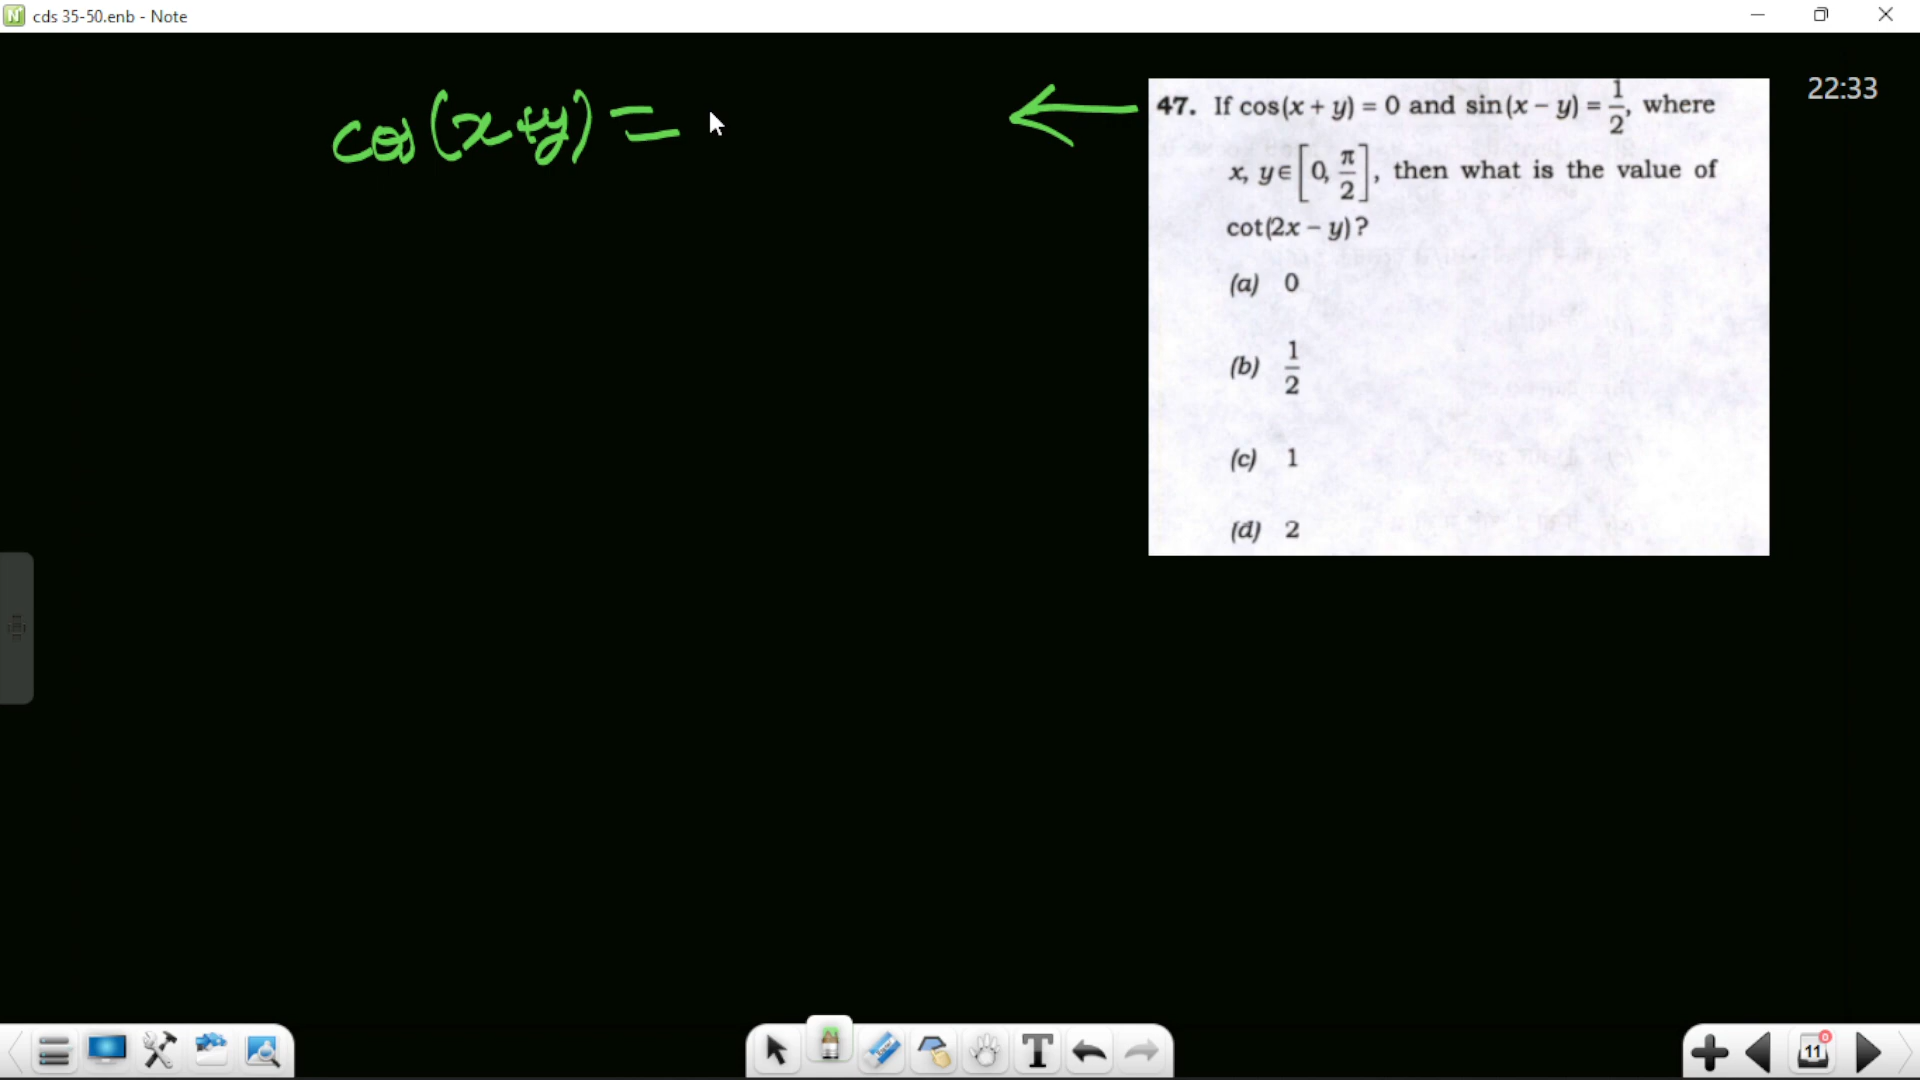 cds 35-50.enb - Note
cos(x+y) =
22:33
47. If cos(x + y) = 0 and sin(x − y) = 1/2, where
x, y ∈ [0, π/2], then what is the value of
cot(2x − y)?
(a) 0
(b) 1/2
(c) 1
(d) 2
T
11
0